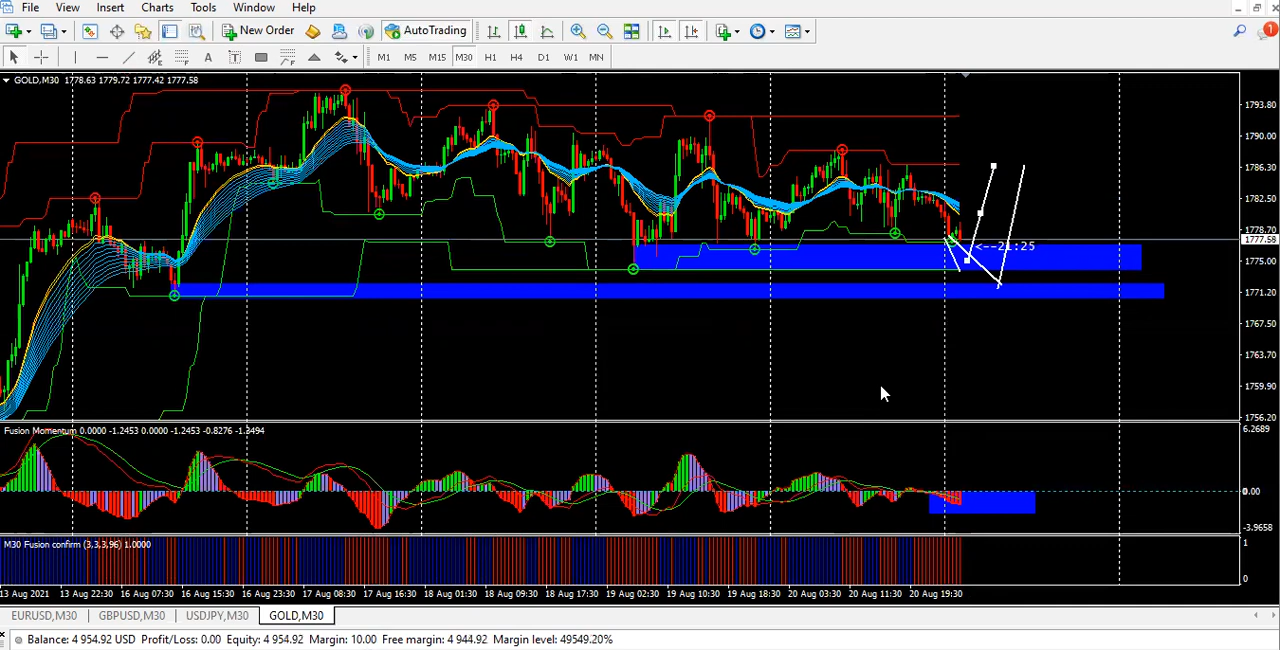 File View Insert Charts Tools Window Help
1
New Order AutoTrading
A T M1 M5 M15 M30 H1 H4 D1 W1 MN
GOLD,M30 1778.63 1779.72 1777.42 1777.58
1793.80
1790.00
1786.30
1782.50
1778.70
1777.58
<--21:25
1775.00
1771.20
1767.50
1763.70
1759.90
1756.20
Fusion Momentum 0.0000 -1.2453 0.0000 -1.2453 -0.8276 -1.3494
6.2689
0.00
-3.9658
M30 Fusion confirm (3,3,3,96) 1.0000
1
0
13 Aug 2021 13 Aug 22:30 16 Aug 07:30 16 Aug 15:30 16 Aug 23:30 17 Aug 08:30 17 Aug 16:30 18 Aug 01:30 18 Aug 09:30 18 Aug 17:30 19 Aug 02:30 19 Aug 10:30 19 Aug 18:30 20 Aug 03:30 20 Aug 11:30 20 Aug 19:30
EURUSD,M30 GBPUSD,M30 USDJPY,M30 GOLD,M30
Balance: 4 954.92 USD Profit/Loss: 0.00 Equity: 4 954.92 Margin: 10.00 Free margin: 4 944.92 Margin level: 49549.20%